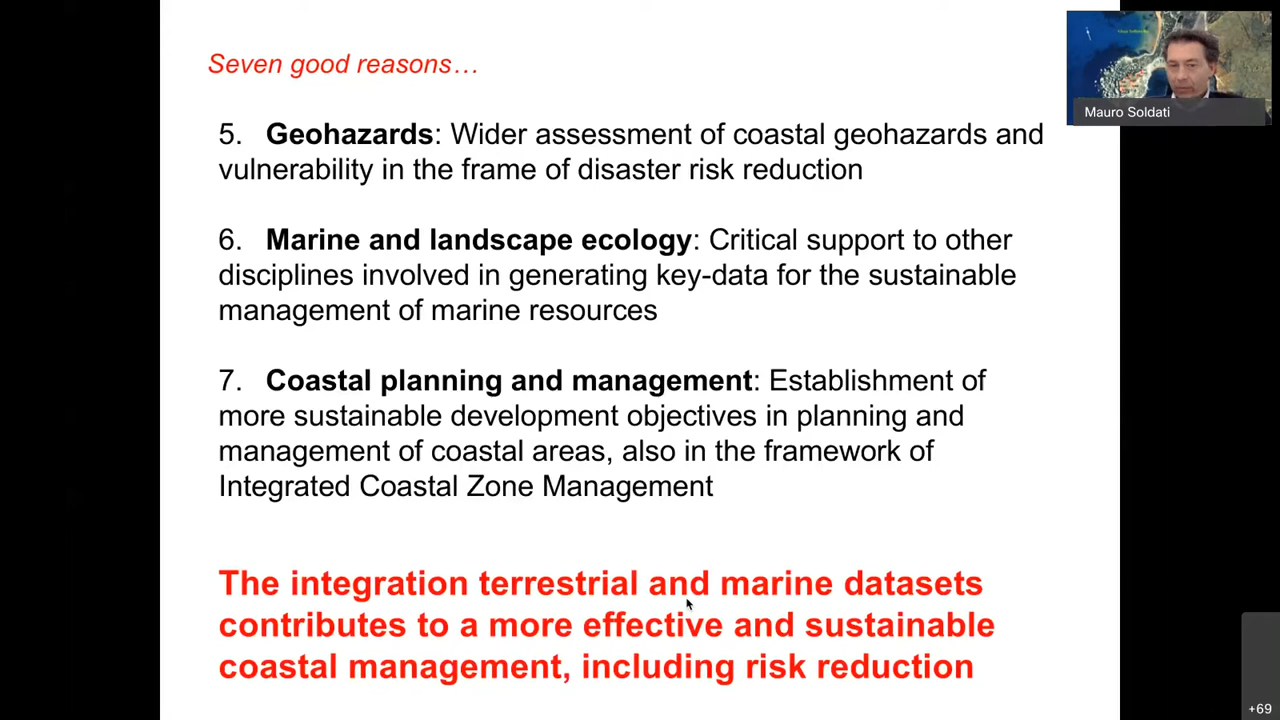 Seven good reasons…
5. Geohazards: Wider assessment of coastal geohazards and
vulnerability in the frame of disaster risk reduction
6. Marine and landscape ecology: Critical support to other
disciplines involved in generating key-data for the sustainable
management of marine resources
7. Coastal planning and management: Establishment of
more sustainable development objectives in planning and
management of coastal areas, also in the framework of
Integrated Coastal Zone Management
The integration terrestrial and marine datasets
contributes to a more effective and sustainable
coastal management, including risk reduction
Mauro Soldati
+69